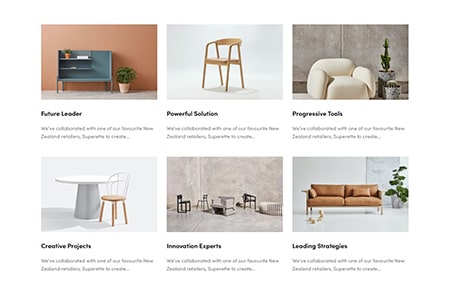 Future Leader
We've collaborated with one of our favourite New
Zealand retailers, Superette to create...
Powerful Solution
We've collaborated with one of our favourite New
Zealand retailers, Superette to create...
Progressive Tools
We've collaborated with one of our favourite New
Zealand retailers, Superette to create...
Creative Projects
We've collaborated with one of our favourite New
Zealand retailers, Superette to create...
Innovation Experts
We've collaborated with one of our favourite New
Zealand retailers, Superette to create...
Leading Strategies
We've collaborated with one of our favourite New
Zealand retailers, Superette to create...